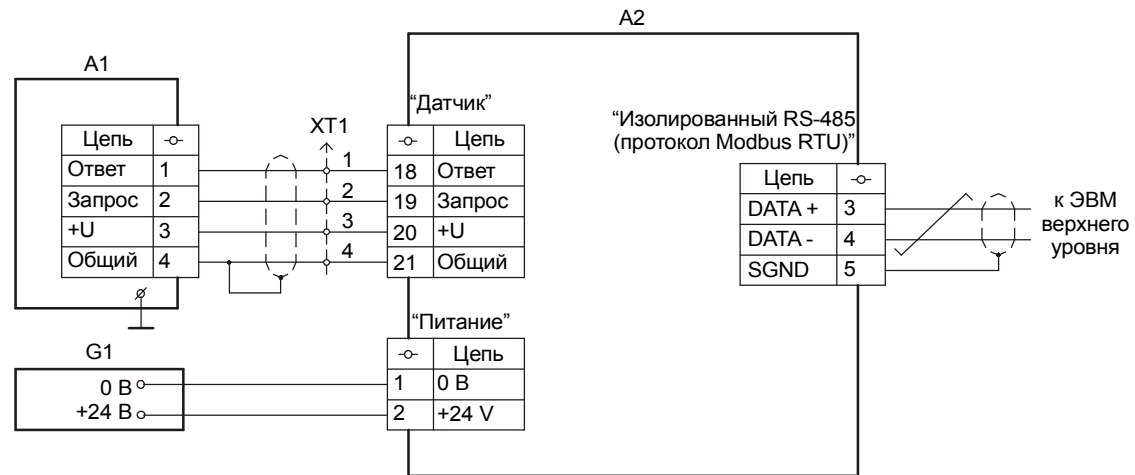 A2
A1
“Датчик”
“Изолированный RS-485
(протокол Modbus RTU)”
XT1
Цепь
Ответ 1
Запрос 2
+U 3
Общий 4
1
2
3
4
Цепь
18 Ответ
19 Запрос
20 +U
21 Общий
Цепь
DATA + 3
DATA - 4
SGND 5
к ЭВМ
верхнего
уровня
“Питание”
G1
0 В
+24 В
Цепь
1 0 В
2 +24 V